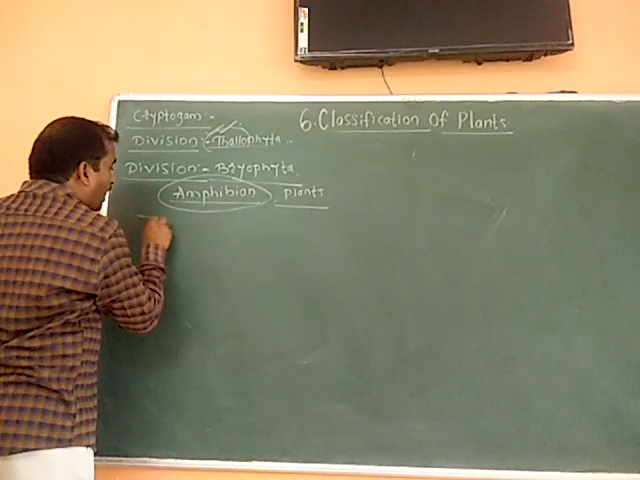 6. Classification Of Plants.
Cryptogam:-
Division :- Thallophyta..
Division:- Bryophyta.
Amphibian plants